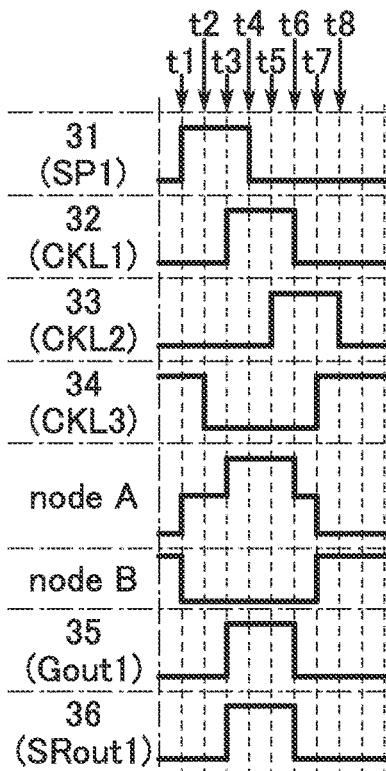 t2 t4 t6 t8
t1 t3 t5 t7
31
(SP1)
32
(CKL1)
33
(CKL2)
34
(CKL3)
node A
node B
35
(Gout1)
36
(SRout1)